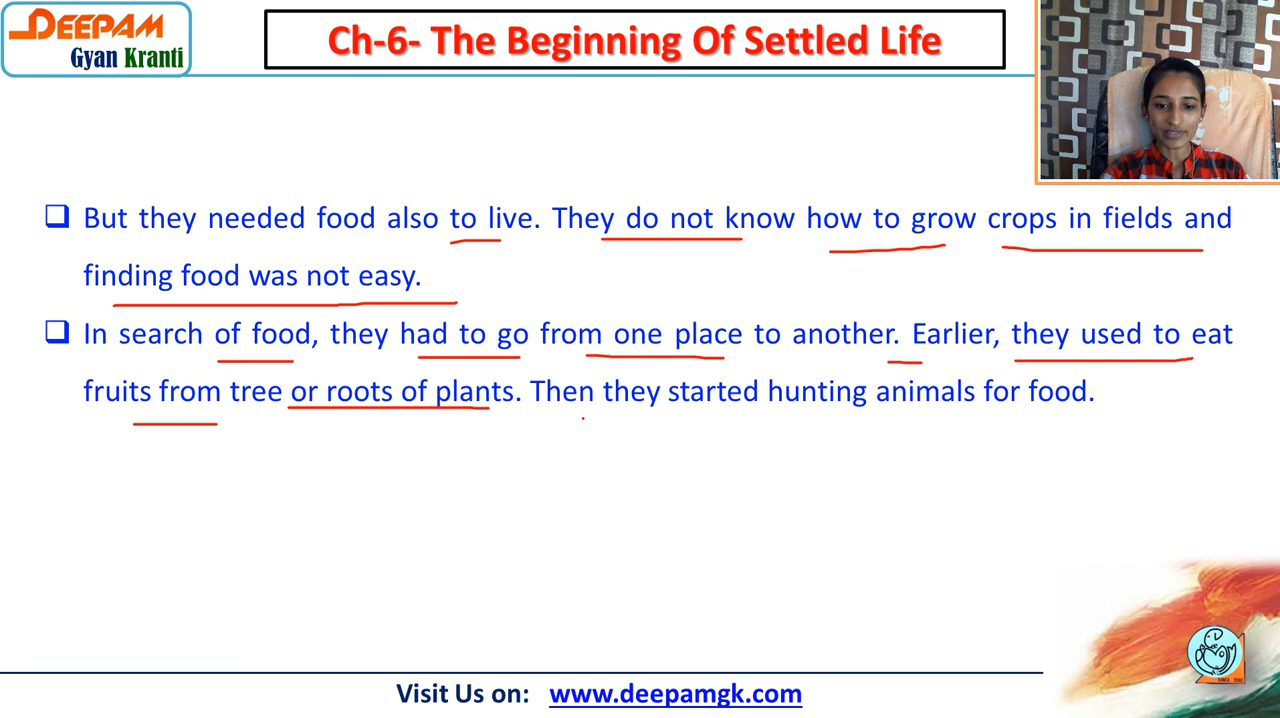 DEEPAM
Gyan Kranti
Ch-6- The Beginning Of Settled Life
But they needed food also to live. They do not know how to grow crops in fields and
finding food was not easy.
In search of food, they had to go from one place to another. Earlier, they used to eat
fruits from tree or roots of plants. Then they started hunting animals for food.
Visit Us on: www.deepamgk.com